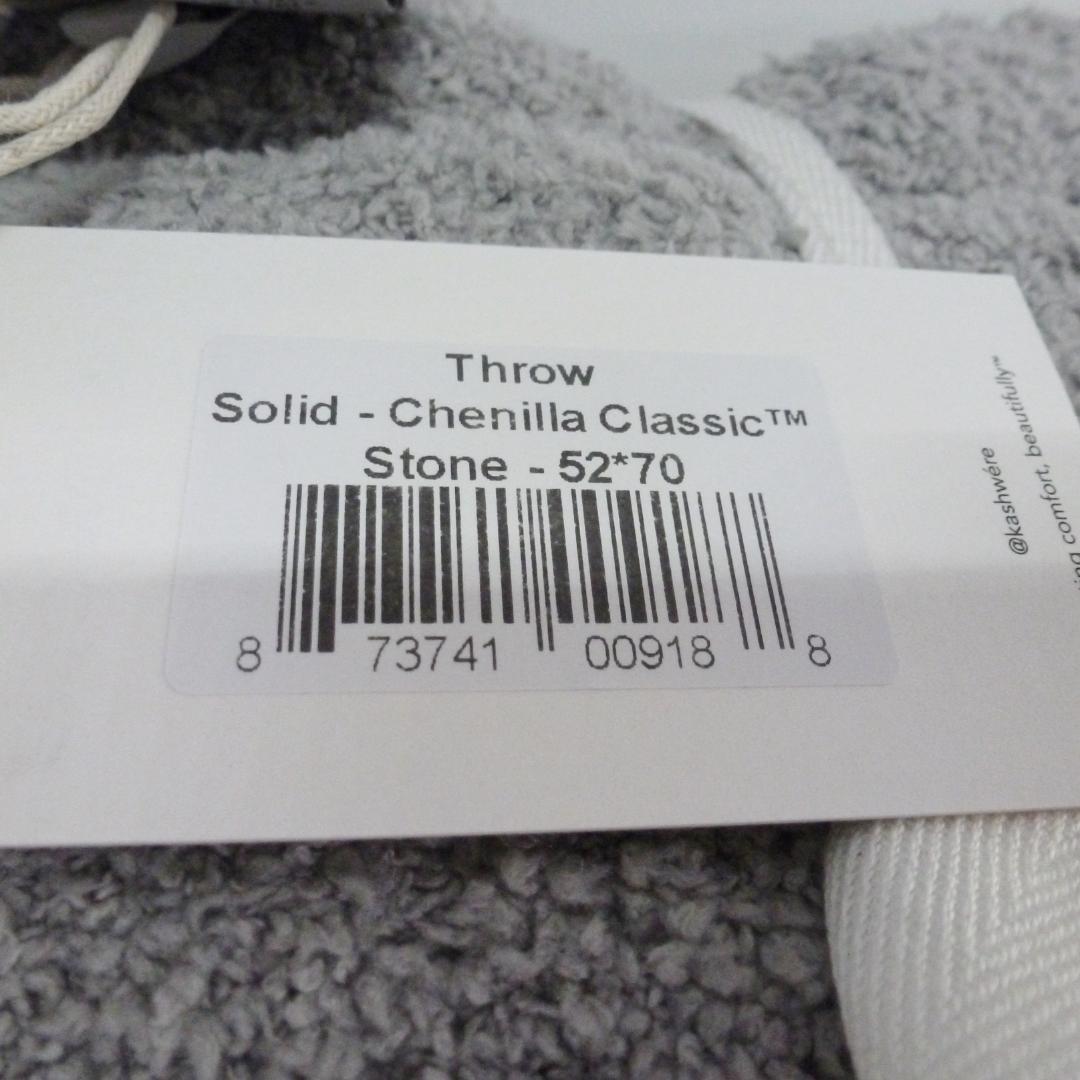 Throw
Solid - Chenilla Classic™
Stone - 52*70
8 73741 00918 8
@kashwére
comfort, beautifully™